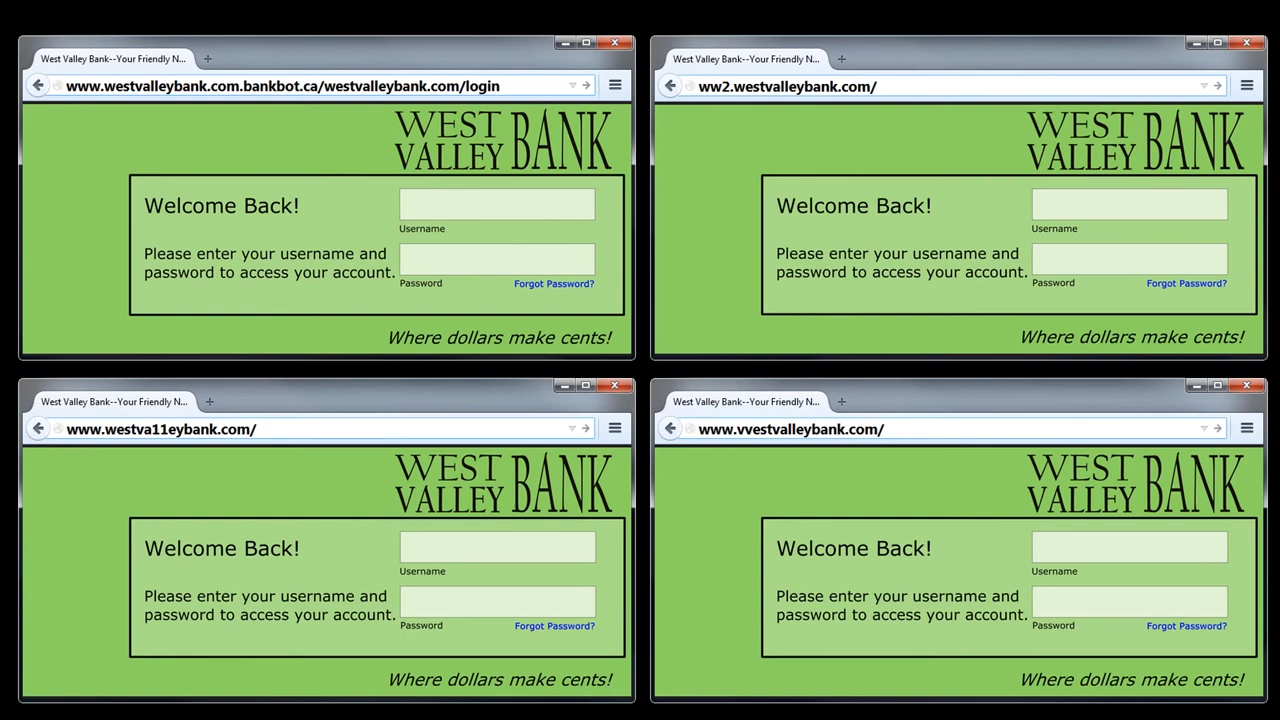 West Valley Bank--Your Friendly N...
www.westvalleybank.com.bankbot.ca/westvalleybank.com/login
WEST
VALLEY BANK
Welcome Back!
Username
Please enter your username and
password to access your account.
Password
Forgot Password?
Where dollars make cents!
West Valley Bank--Your Friendly N...
ww2.westvalleybank.com/
WEST
VALLEY BANK
Welcome Back!
Username
Please enter your username and
password to access your account.
Password
Forgot Password?
Where dollars make cents!
West Valley Bank--Your Friendly N...
www.westva11eybank.com/
WEST
VALLEY BANK
Welcome Back!
Username
Please enter your username and
password to access your account.
Password
Forgot Password?
Where dollars make cents!
West Valley Bank--Your Friendly N...
www.vvestvalleybank.com/
WEST
VALLEY BANK
Welcome Back!
Username
Please enter your username and
password to access your account.
Password
Forgot Password?
Where dollars make cents!